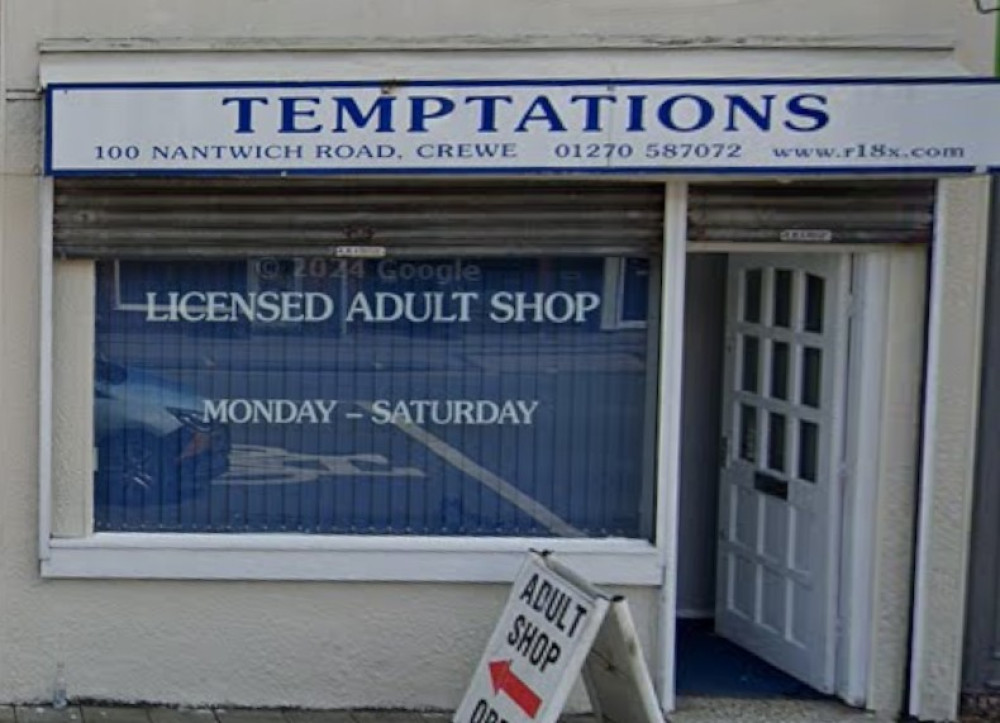 TEMPTATIONS
100 NANTWICH ROAD, CREWE 01270 587072 www.r18x.com
© 2024 Google
LICENSED ADULT SHOP
MONDAY – SATURDAY
ADULT
SHOP